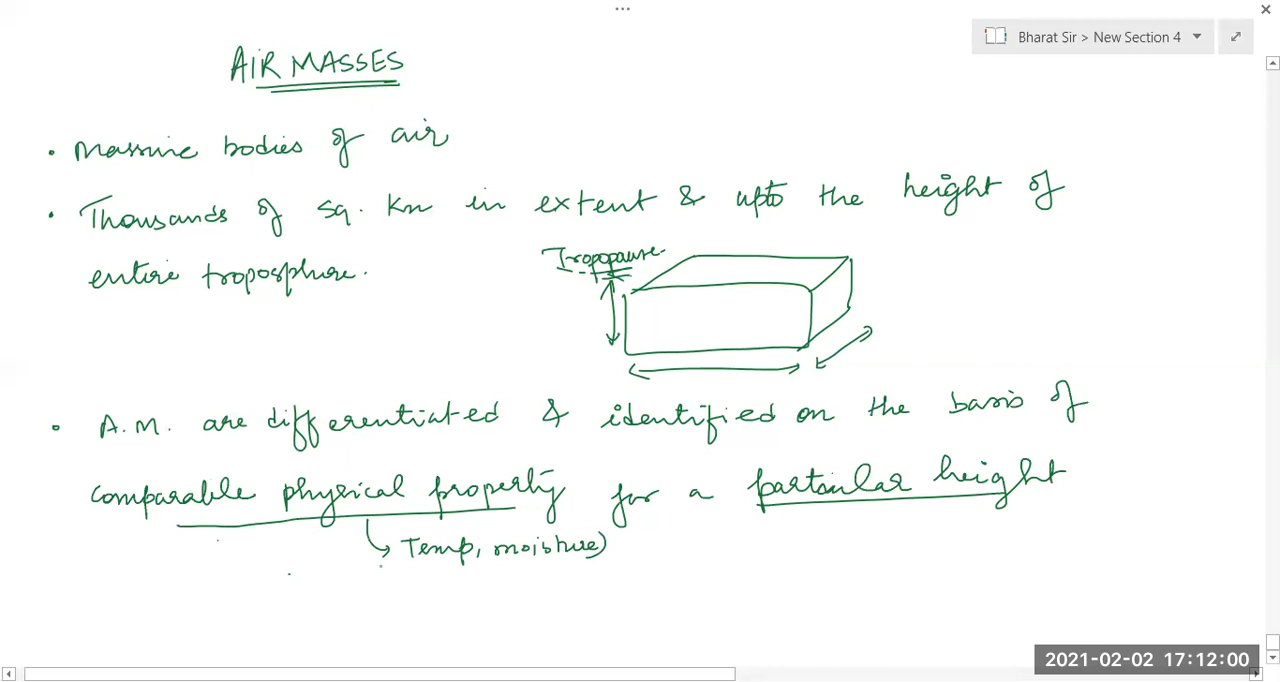 ...
Bharat Sir > New Section 4
AIR MASSES
• Massive bodies of air
• Thousands of sq. Km in extent & upto the height of
entire troposphere.
Tropopause
• A.M. are differentiated & identified on the basis of
comparable physical property for a particular height
Temp, moisture)
2021-02-02 17:12:00